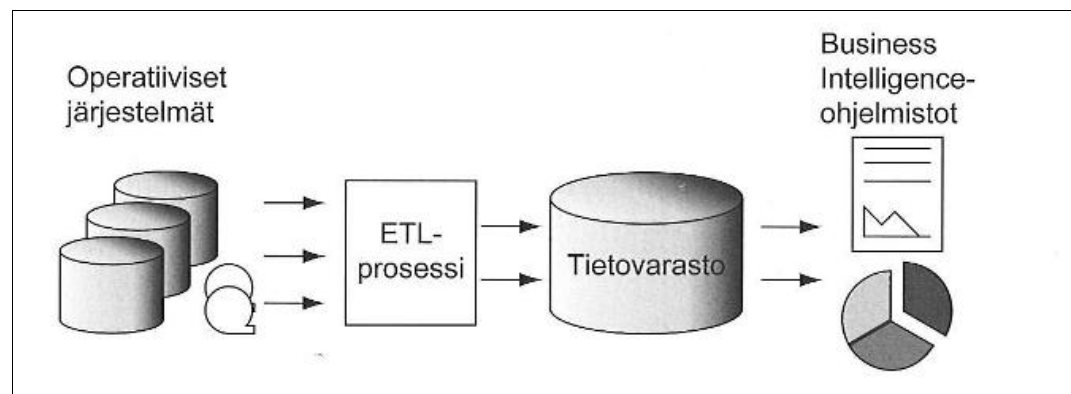 Operatiiviset
järjestelmät
ETL-
prosessi
Tietovarasto
Business
Intelligence-
ohjelmistot